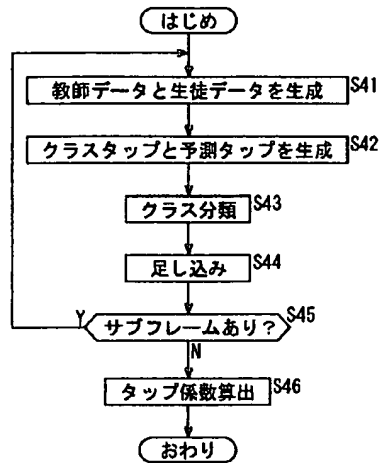 はじめ
教師データと生徒データを生成 S41
クラスタップと予測タップを生成 S42
クラス分類 S43
足し込み S44
サブフレームあり? S45
Y
N
タップ係数算出 S46
おわり